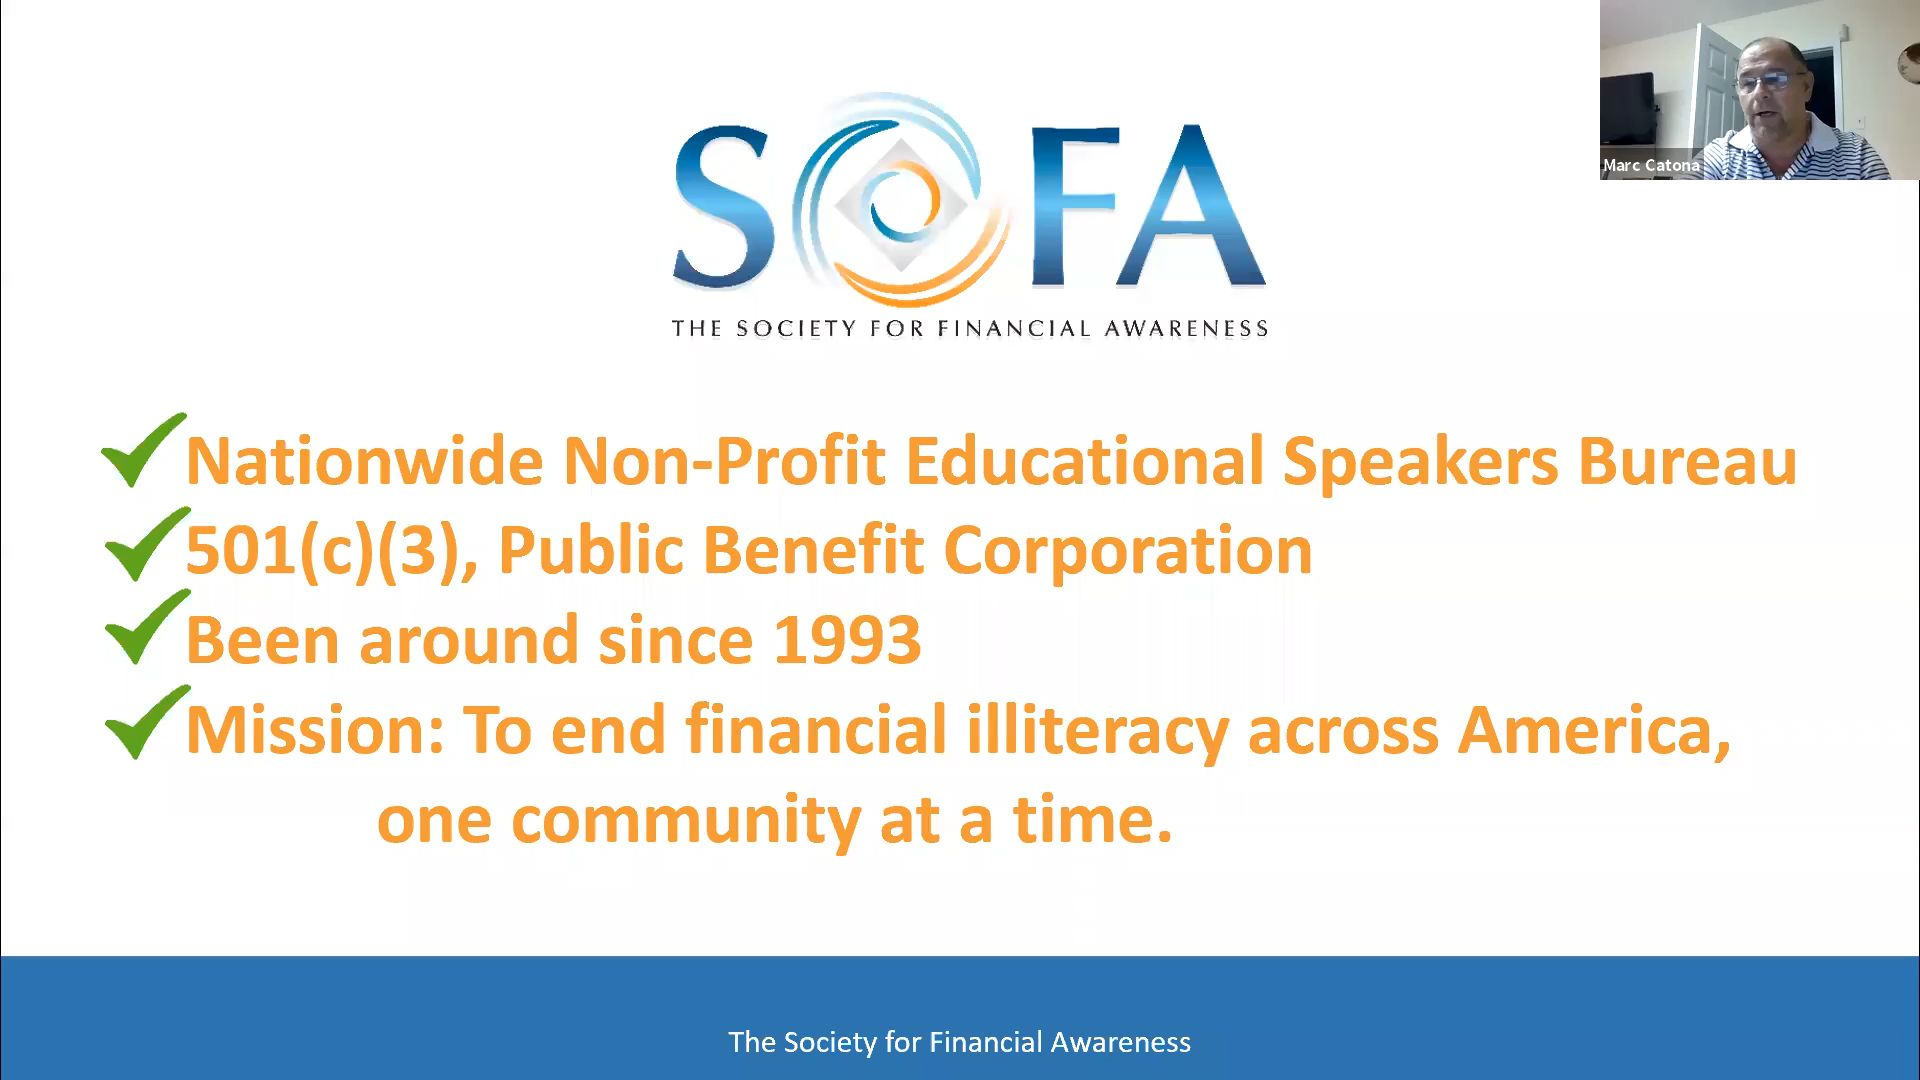 Marc Catona
SOFA
THE SOCIETY FOR FINANCIAL AWARENESS
Nationwide Non-Profit Educational Speakers Bureau
501(c)(3), Public Benefit Corporation
Been around since 1993
Mission: To end financial illiteracy across America,
one community at a time.
The Society for Financial Awareness